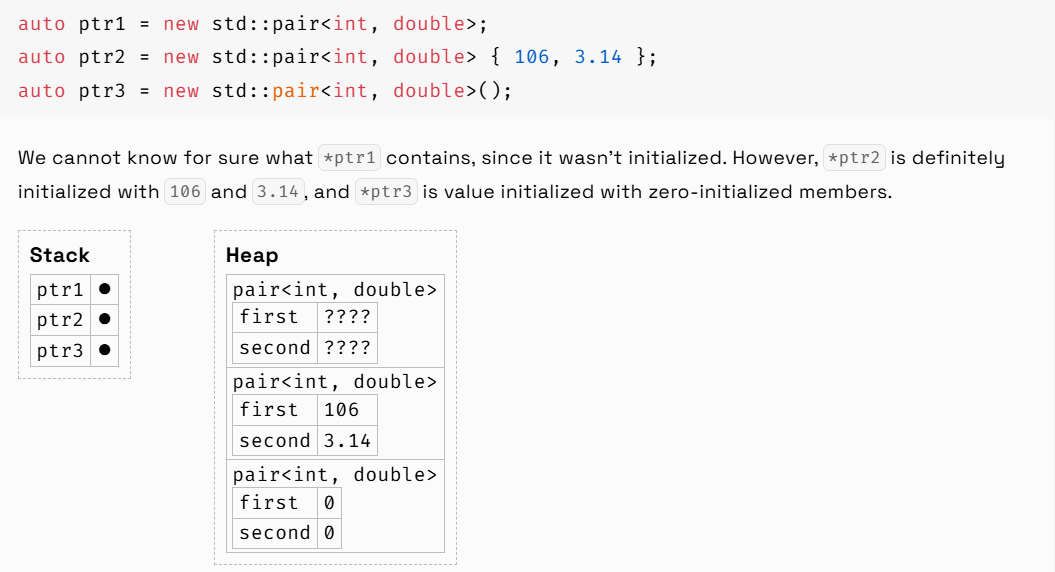 auto ptr1 = new std::pair<int, double>;
auto ptr2 = new std::pair<int, double> { 106, 3.14 };
auto ptr3 = new std::pair<int, double>();
We cannot know for sure what *ptr1 contains, since it wasn't initialized. However, *ptr2 is definitely
initialized with 106 and 3.14, and *ptr3 is value initialized with zero-initialized members.
Stack
ptr1 ●
ptr2 ●
ptr3 ●
Heap
pair<int, double>
first ????
second ????
pair<int, double>
first 106
second 3.14
pair<int, double>
first 0
second 0